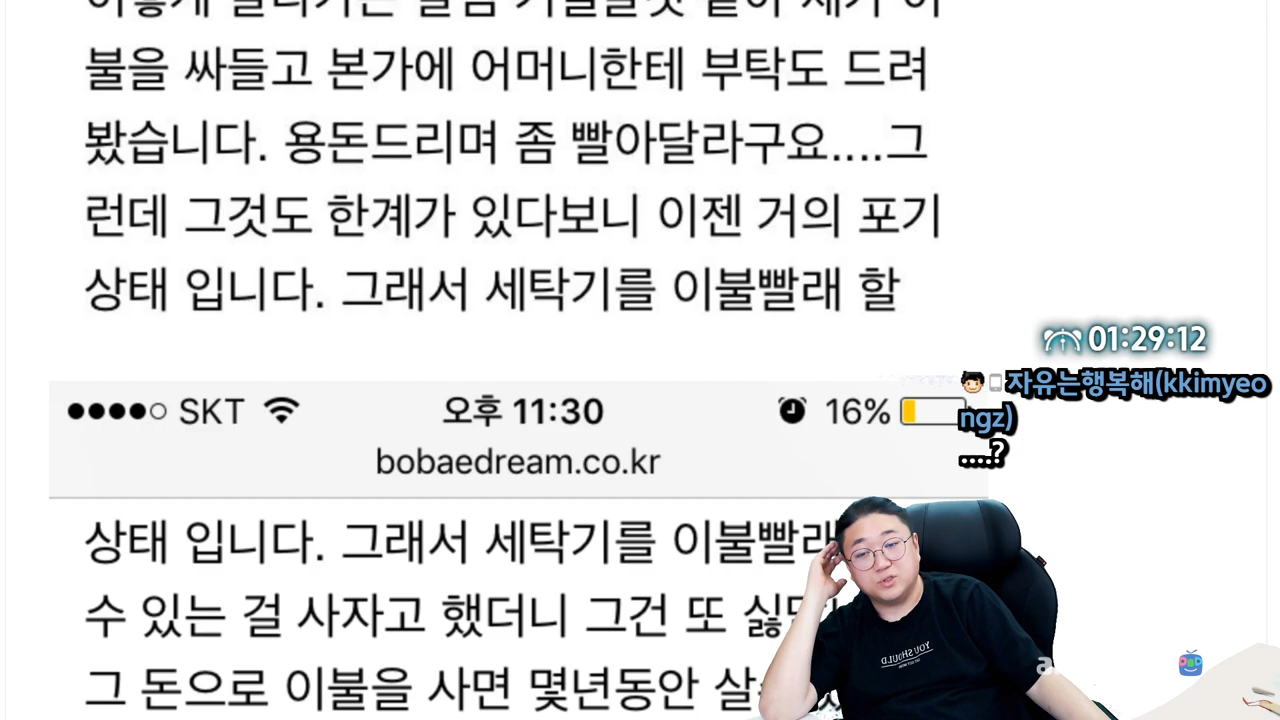 불을 싸들고 본가에 어머니한테 부탁도 드려
봤습니다. 용돈드리며 좀 빨아달라구요....그
런데 그것도 한계가 있다보니 이젠 거의 포기
상태 입니다. 그래서 세탁기를 이불빨래 할
01:29:12
자유는행복해(kkimyeo
ngz)
....?
SKT 오후 11:30 16%
bobaedream.co.kr
상태 입니다. 그래서 세탁기를 이불빨래
수 있는 걸 사자고 했더니 그건 또
그 돈으로 이불을 사면 몇년동안
YOU SHOULD